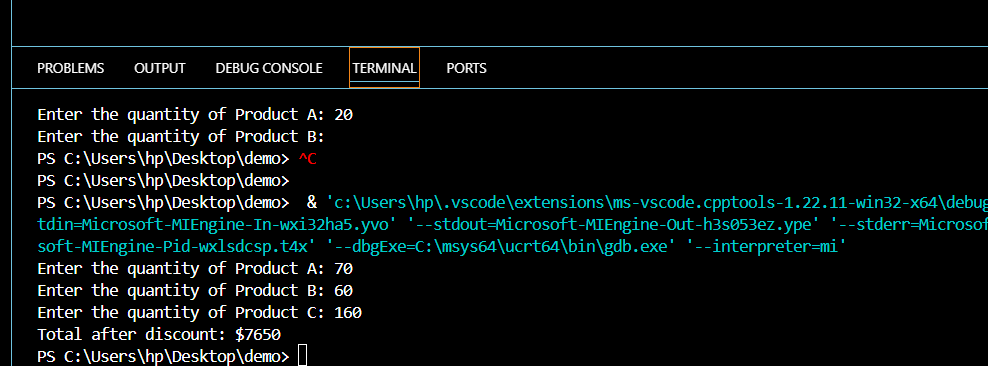 PROBLEMS OUTPUT DEBUG CONSOLE TERMINAL PORTS
Enter the quantity of Product A: 20
Enter the quantity of Product B:
PS C:\Users\hp\Desktop\demo> ^C
PS C:\Users\hp\Desktop\demo>
PS C:\Users\hp\Desktop\demo>  & 'c:\Users\hp\.vscode\extensions\ms-vscode.cpptools-1.22.11-win32-x64\debug
tdin=Microsoft-MIEngine-In-wxi32ha5.yvo' '--stdout=Microsoft-MIEngine-Out-h3s053ez.ype' '--stderr=Microsof
soft-MIEngine-Pid-wxlsdcsp.t4x' '--dbgExe=C:\msys64\ucrt64\bin\gdb.exe' '--interpreter=mi'
Enter the quantity of Product A: 70
Enter the quantity of Product B: 60
Enter the quantity of Product C: 160
Total after discount: $7650
PS C:\Users\hp\Desktop\demo>